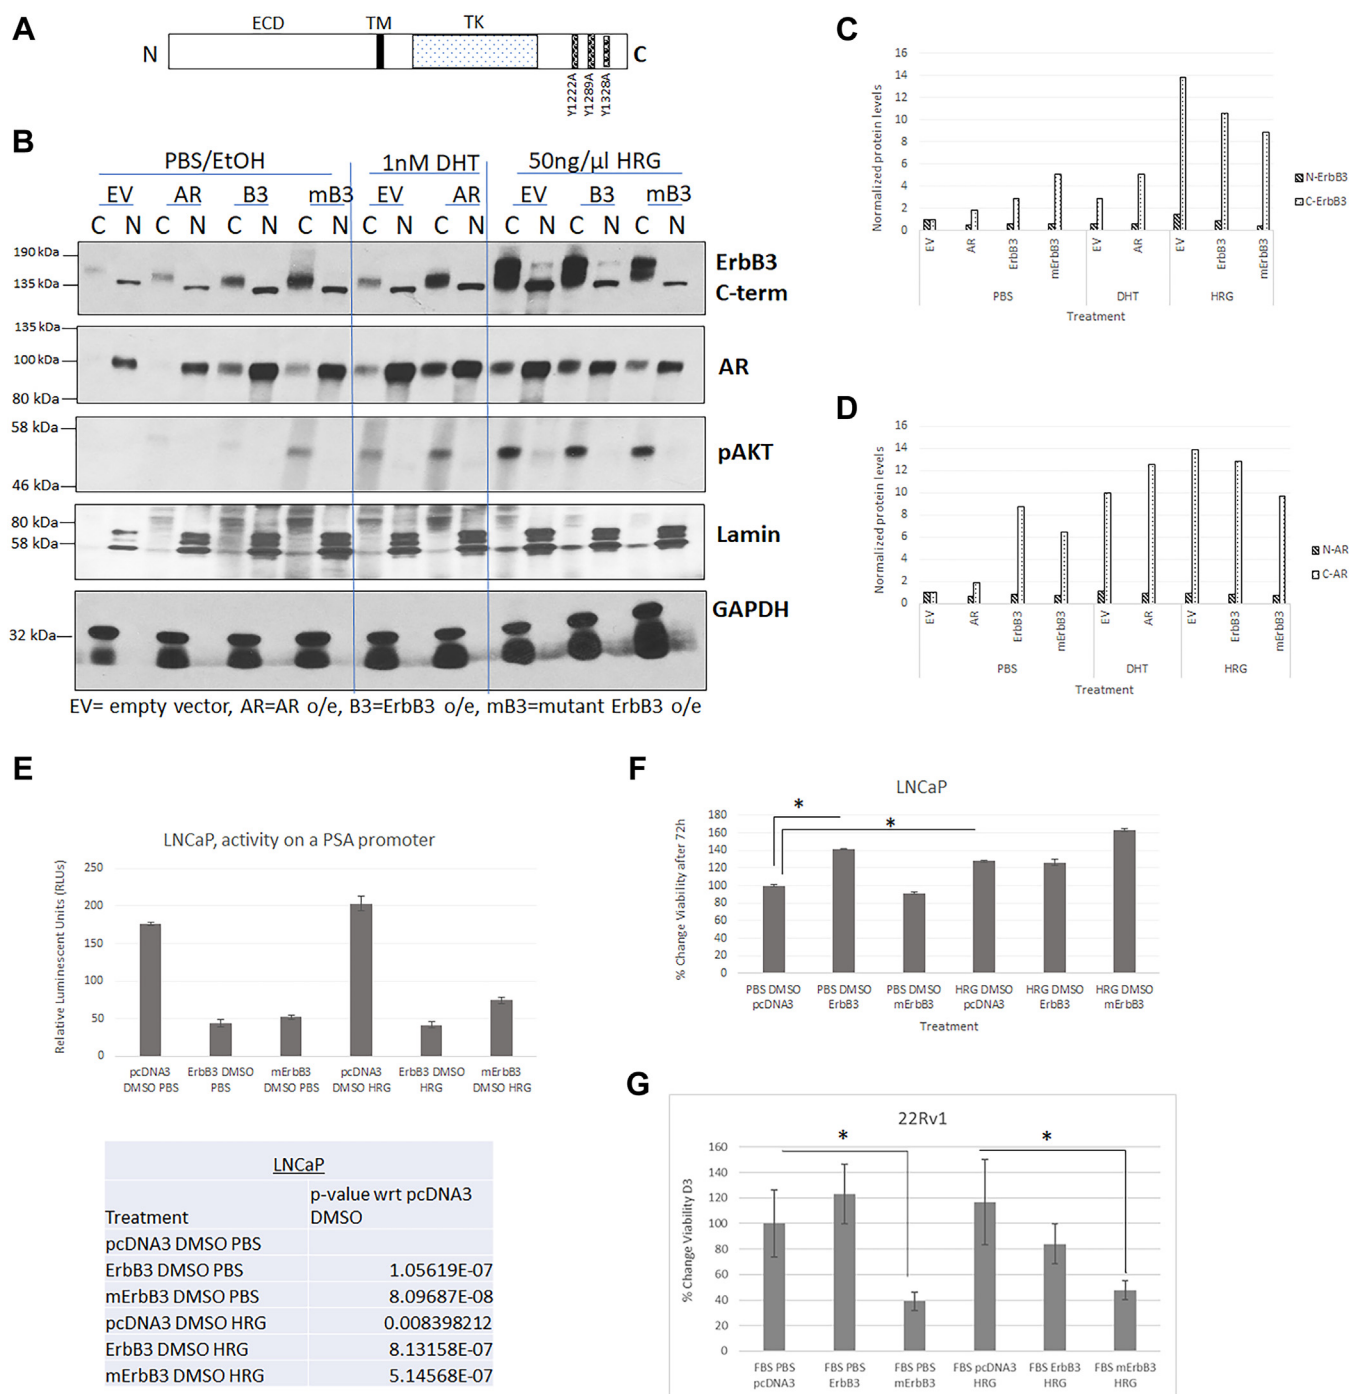 A
ECD
TM
TK
N
C
Y1222A
Y1289A
Y1328A
B
PBS/EtOH
1nM DHT
50ng/µl HRG
EV AR B3 mB3 EV AR EV B3 mB3
C N C N C N C N C N C N C N C N C N
190 kDa
135 kDa
ErbB3
C-term
135 kDa
100 kDa
80 kDa
AR
58 kDa
46 kDa
pAKT
80 kDa
58 kDa
Lamin
32 kDa
GAPDH
EV= empty vector, AR=AR o/e, B3=ErbB3 o/e, mB3=mutant ErbB3 o/e
C
Normalized protein levels
16
14
12
10
8
6
4
2
0
EV
AR
ErbB3
mErbB3
EV
AR
EV
ErbB3
mErbB3
PBS DHT HRG
Treatment
N-ErbB3
C-ErbB3
D
Normalized protein levels
16
14
12
10
8
6
4
2
0
EV
AR
ErbB3
mErbB3
EV
AR
EV
ErbB3
mErbB3
PBS DHT HRG
Treatment
N-AR
C-AR
E
LNCaP, activity on a PSA promoter
Relative Luminescent Units (RLUs)
250
200
150
100
50
0
pcDNA3 ErbB3 DMSO mErbB3 pcDNA3 ErbB3 DMSO mErbB3
DMSO PBS PBS DMSO PBS DMSO HRG HRG DMSO HRG
LNCaP
p-value wrt pcDNA3
Treatment DMSO
pcDNA3 DMSO PBS
ErbB3 DMSO PBS 1.05619E-07
mErbB3 DMSO PBS 8.09687E-08
pcDNA3 DMSO HRG 0.008398212
ErbB3 DMSO HRG 8.13158E-07
mErbB3 DMSO HRG 5.14568E-07
F
LNCaP
% Change Viability after 72h
180
160
140
120
100
80
60
40
20
0
*
*
PBS DMSO PBS DMSO PBS DMSO HRG DMSO HRG DMSO HRG DMSO
pcDNA3 ErbB3 mErbB3 pcDNA3 ErbB3 mErbB3
Treatment
G
22Rv1
% Change Viability D3
160
140
120
100
80
60
40
20
0
*
*
FBS PBS FBS PBS FBS PBS FBS pcDNA3 FBS ErbB3 FBS mErbB3
pcDNA3 ErbB3 mErbB3 HRG HRG HRG